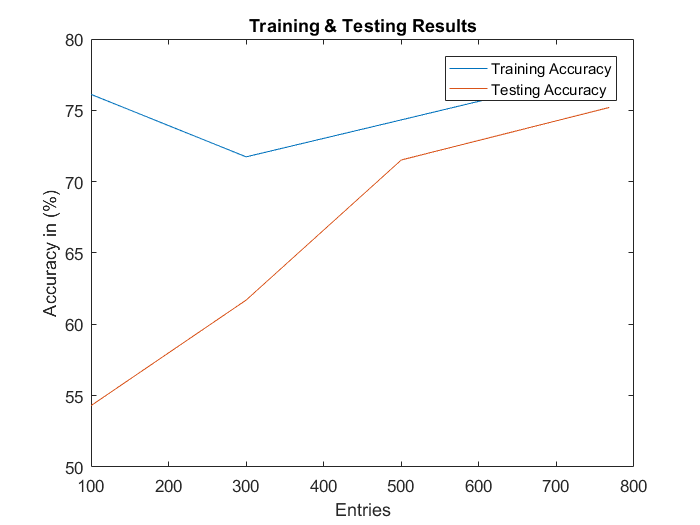 Training & Testing Results
80
75
70
65
60
55
50
Accuracy in (%)
Training Accuracy
Testing Accuracy
100 200 300 400 500 600 700 800
Entries